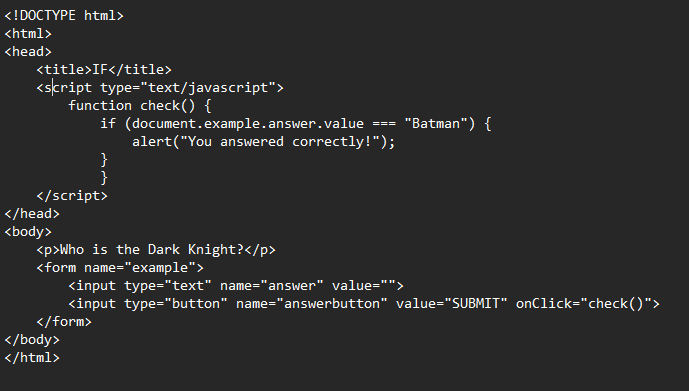 <!DOCTYPE html>
<html>
<head>
    <title>IF</title>
    <script type="text/javascript">
        function check() {
            if (document.example.answer.value === "Batman") {
                alert("You answered correctly!");
            }
            }
    </script>
</head>
<body>
    <p>Who is the Dark Knight?</p>
    <form name="example">
        <input type="text" name="answer" value="">
        <input type="button" name="answerbutton" value="SUBMIT" onClick="check()">
    </form>
</body>
</html>